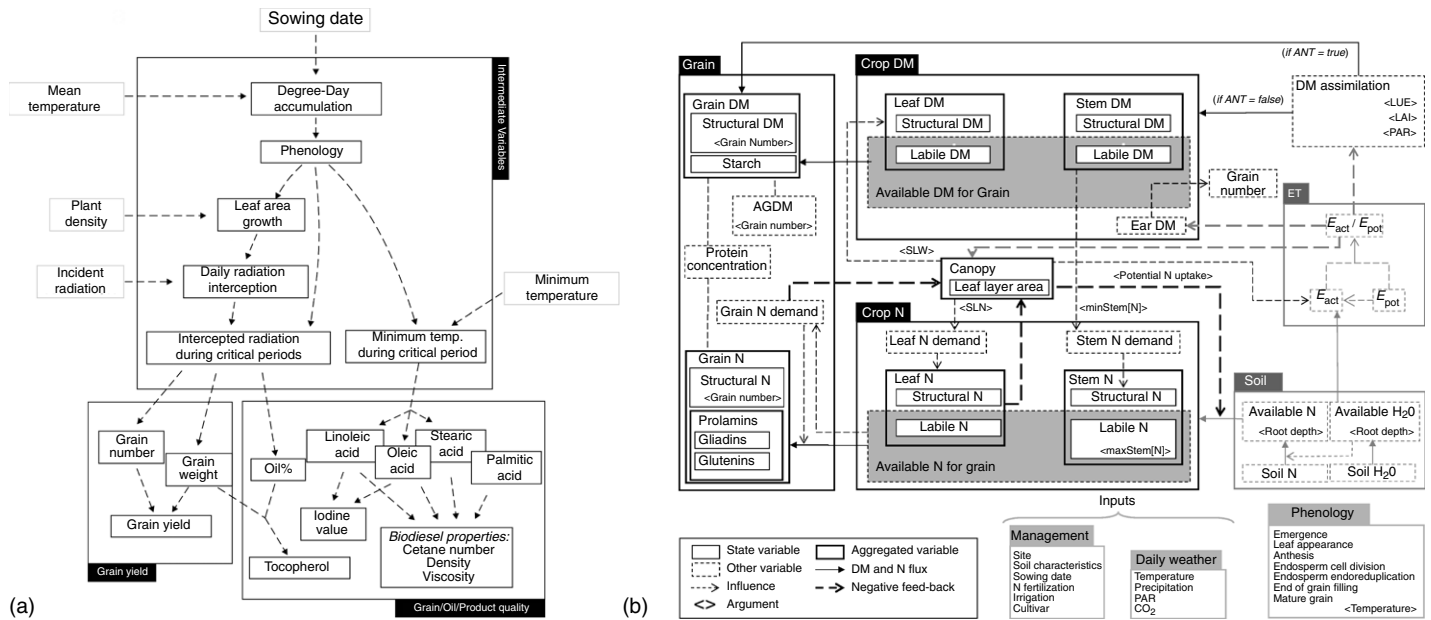 Sowing date
Mean
temperature
Degree-Day
accumulation
Intermediate Variables
Phenology
Plant
density
Leaf area
growth
Incident
radiation
Daily radiation
interception
Minimum
temperature
Intercepted radiation
during critical periods
Minimum temp.
during critical period
Grain
number
Grain
weight
Grain yield
Grain yield
Oil%
Linoleic
acid
Oleic
acid
Stearic
acid
Palmitic
acid
Iodine
value
Tocopherol
Biodiesel properties:
Cetane number
Density
Viscosity
Grain/Oil/Product quality
(a)
Grain
Grain DM
Structural DM
<Grain Number>
Starch
AGDM
<Grain number>
Protein
concentration
Grain N demand
Grain N
Structural N
<Grain number>
Prolamins
Gliadins
Glutenins
Crop DM
Leaf DM
Structural DM
Labile DM
Stem DM
Structural DM
Labile DM
Available DM for Grain
Ear DM
Grain
number
(if ANT = true)
(if ANT = false)
DM assimilation
<LUE>
<LAI>
<PAR>
ET
Eact / Epot
Eact
Epot
<SLW>
Canopy
Leaf layer area
<Potential N uptake>
<SLN>
<minStem[N]>
Crop N
Leaf N demand
Stem N demand
Leaf N
Structural N
Labile N
Stem N
Structural N
Labile N
<maxStem[N]>
Available N for grain
Soil
Available N
<Root depth>
Available H20
<Root depth>
Soil N
Soil H20
Inputs
State variable
Other variable
Influence
<> Argument
Aggregated variable
DM and N flux
Negative feed-back
Management
Site
Soil characteristics
Sowing date
N fertilization
Irrigation
Cultivar
Daily weather
Temperature
Precipitation
PAR
CO2
Phenology
Emergence
Leaf appearance
Anthesis
Endosperm cell division
Endosperm endoreduplication
End of grain filling
Mature grain
<Temperature>
(b)